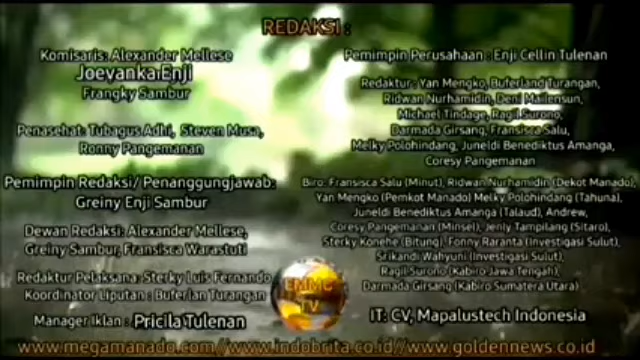 REDAKSI :
Komisaris: Alexander Mellese
Joevanka Enji
Frangky Sambur
Penasehat: Tubagus Adhi, Steven Musa,
Ronny Pangemanan
Pemimpin Redaksi/ Penanggungjawab:
Greiny Enji Sambur
Dewan Redaksi: Alexander Mellese,
Greiny Sambur, Fransisca Warastuti
Redaktur Pelaksana: Sterky Luis Fernando
Koordinator Liputan : Buferlan Turangan
Manager Iklan : Pricila Tulenan
Pemimpin Perusahaan : Enji Cellin Tulenan
Redaktur : Yan Mengko, Buferland Turangan,
Ridwan Nurhamidin, Deni Mailensun,
Michael Tindage, Ragil Surono,
Darmada Girsang, Fransisca Salu,
Melky Polohindang, Juneldi Benediktus Amanga,
Coresy Pangemanan
Biro: Fransisca Salu (Minut), Ridwan Nurhamidin (Dekot Manado),
Yan Mengko (Pemkot Manado) Melky Polohindang (Tahuna),
Juneldi Benediktus Amanga (Talaud), Andrew,
Coresy Pangemanan (Minsel), Jenly Tampilang (Sitaro),
Sterky Konehe (Bitung), Fonny Raranta (Investigasi Sulut),
Srikandi Wahyuni (Investigasi Sulut),
Ragil Surono (Kabiro Jawa Tengah),
Darmada Girsang (Kabiro Sumatera Utara)
EMMC
TV
IT: CV, Mapalustech Indonesia
www.megamanado.com//www.indobrita.co.id//www.goldennews.co.id